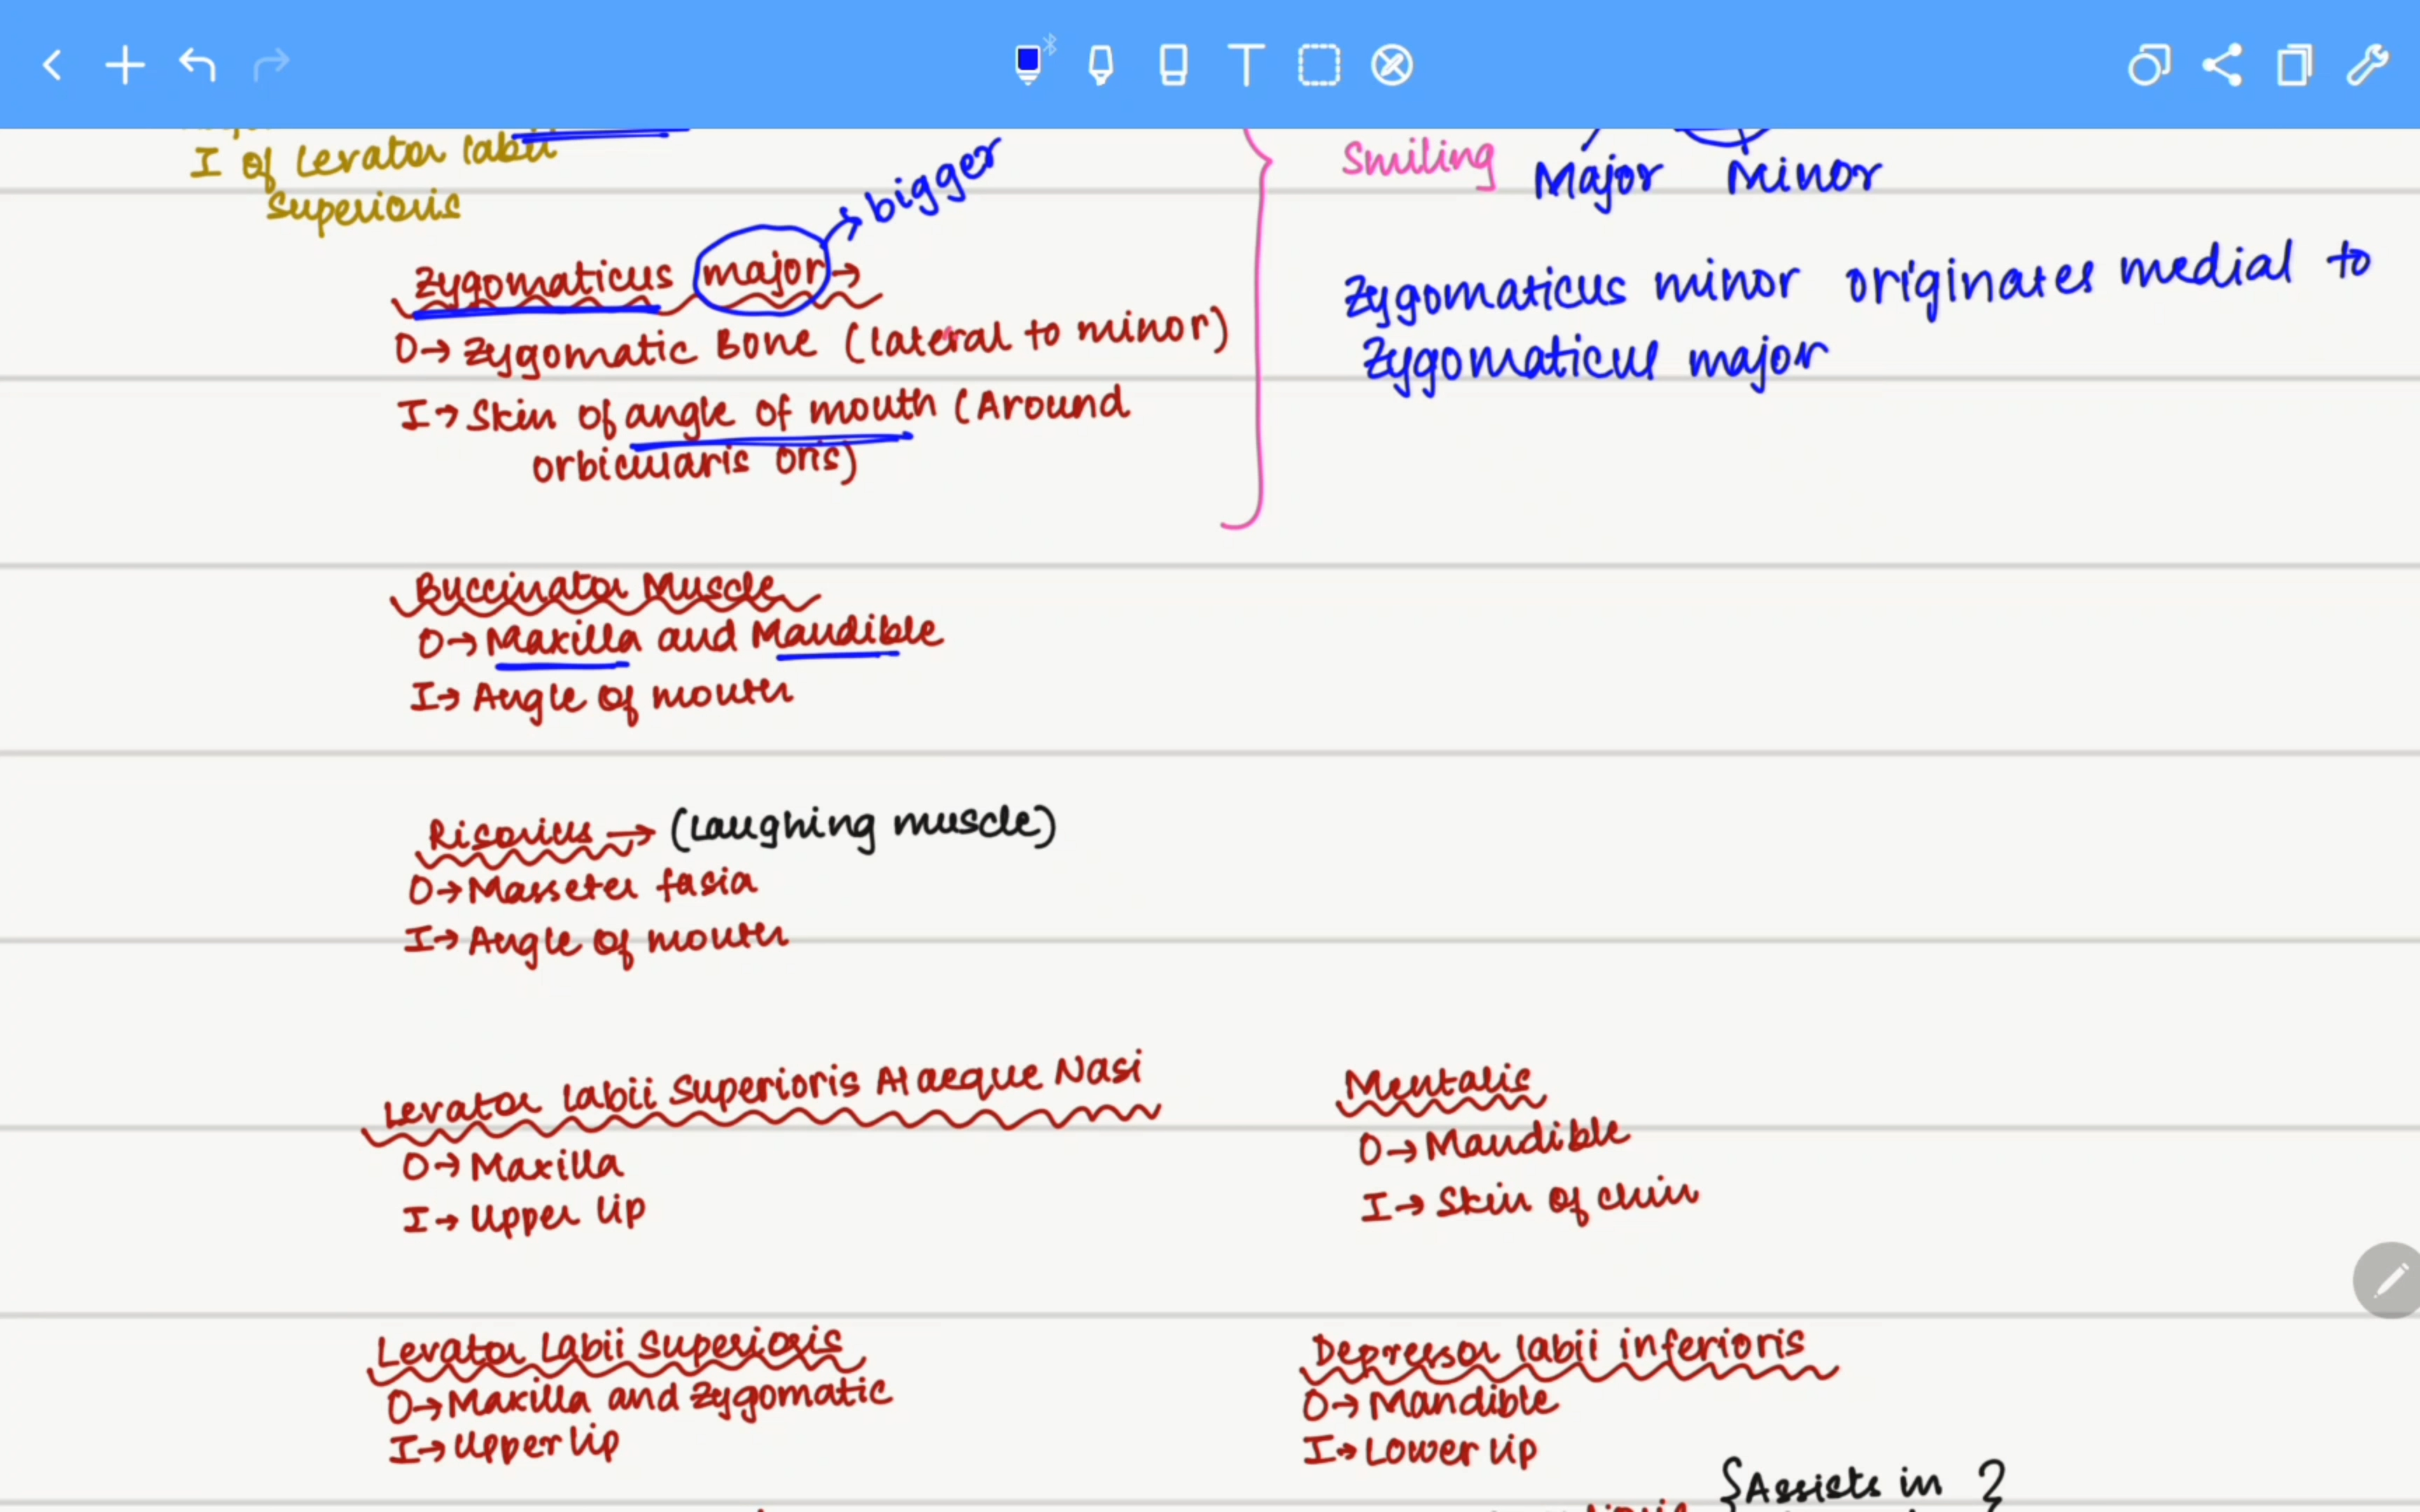 I of Levator labii
Superioris
bigger
Zygomaticus major →
O → Zygomatic Bone (lateral to minor)
I → Skin of angle of mouth (Around
orbicularis oris)
Smiling
Major Minor
Zygomaticus minor originates medial to
Zygomaticus major
Buccinator Muscle
O → Maxilla and Mandible
I → Angle of mouth
Risorius → (Laughing muscle)
O → Masseter fasia
I → Angle of mouth
Levator labii Superioris Alaeque Nasi
O → Maxilla
I → Upper lip
Mentalis
O → Mandible
I → Skin of chin
Levator Labii Superioris
O → Maxilla and Zygomatic
I → Upper lip
Depressor labii inferioris
O → Mandible
I → Lower lip
{Assists in }